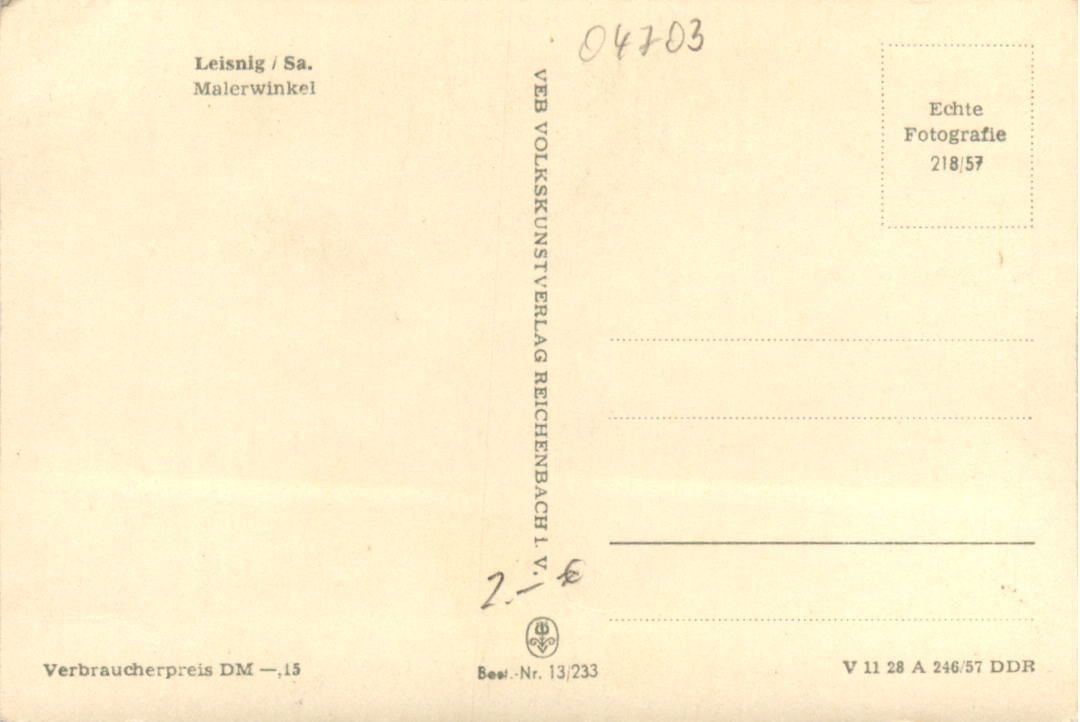 Leisnig / Sa.
Malerwinkel
04703
VEB VOLKSKUNSTVERLAG REICHENBACH i. V.
Echte
Fotografie
218/57
2.– €
Verbraucherpreis DM —,15
Best.-Nr. 13/233
V 11 28 A 246/57 DDR